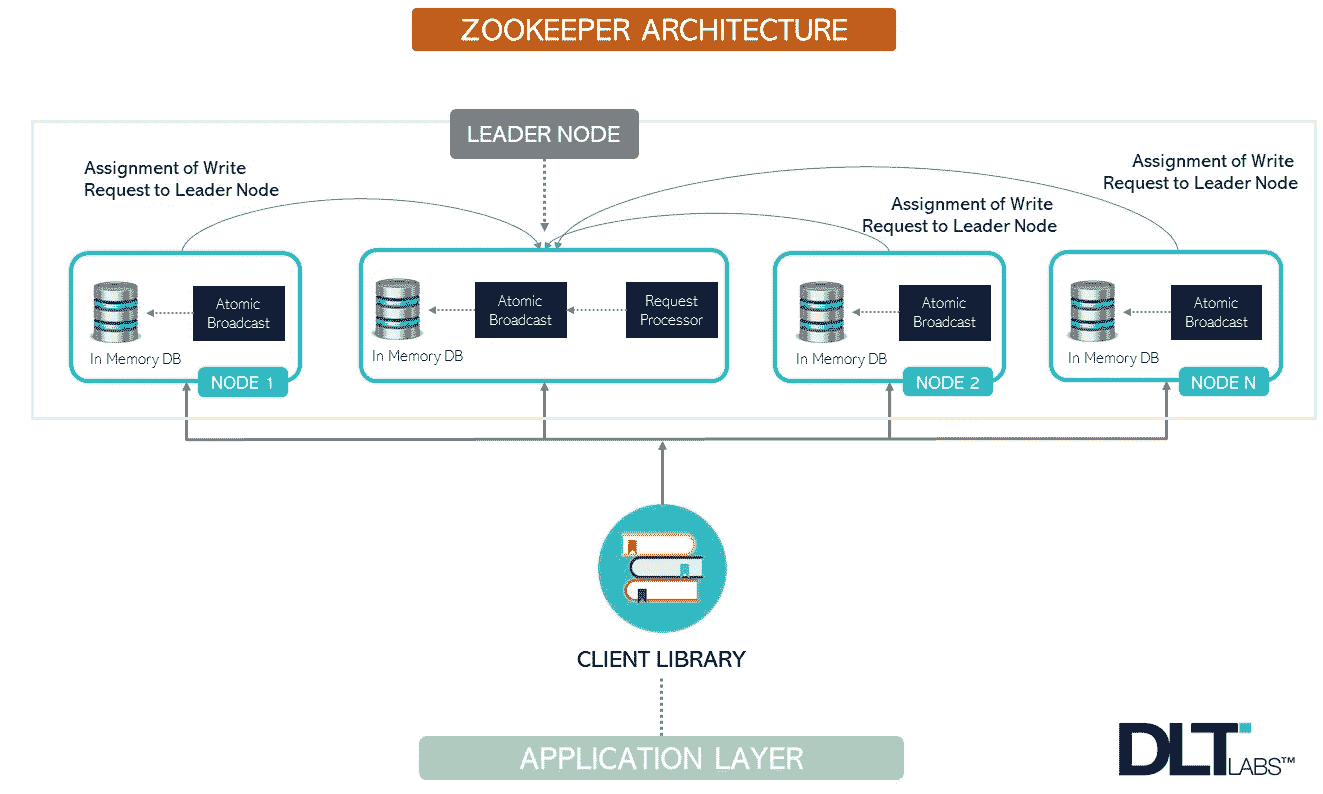 ZOOKEEPER ARCHITECTURE
LEADER NODE
Assignment of Write
Request to Leader Node
Assignment of Write
Request to Leader Node
Assignment of Write
Request to Leader Node
Atomic
Broadcast
In Memory DB
NODE 1
Atomic
Broadcast
Request
Processor
In Memory DB
Atomic
Broadcast
In Memory DB
NODE 2
Atomic
Broadcast
In Memory DB
NODE N
CLIENT LIBRARY
APPLICATION LAYER
DLT
LABS™